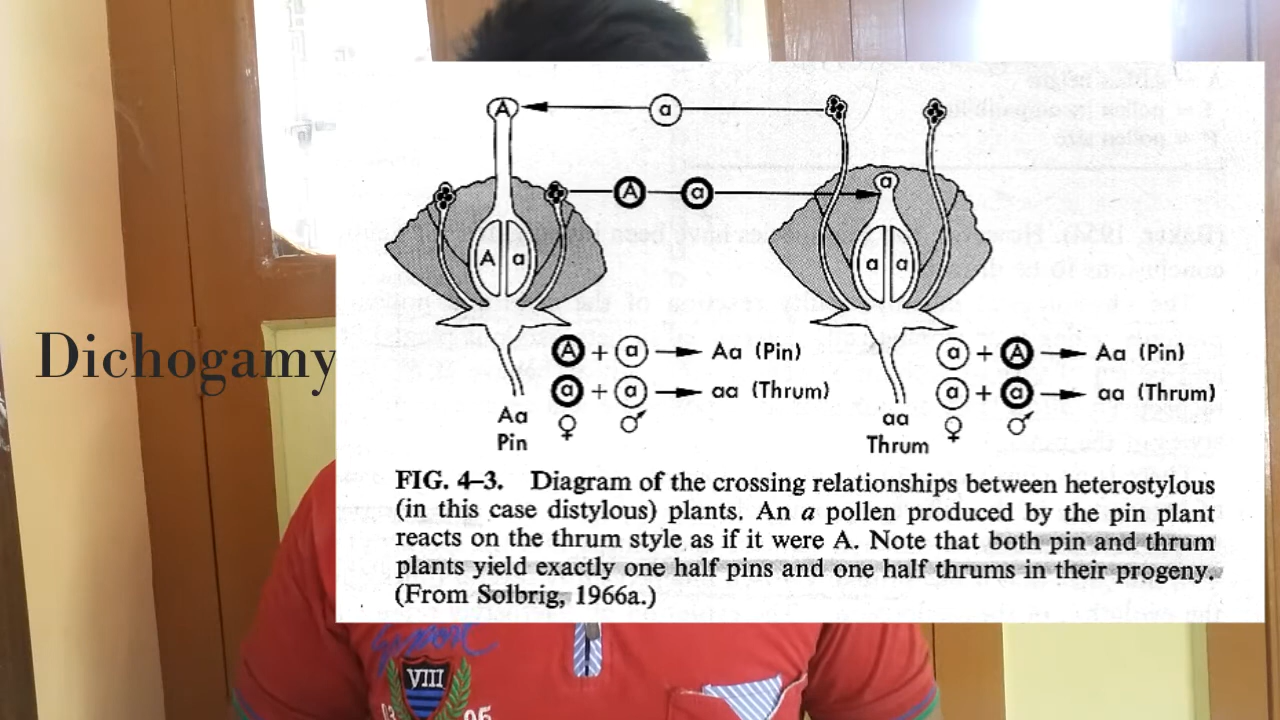 Dichogamy
A a
A a a
A a a a
A + a → Aa (Pin)
a + a → aa (Thrum)
Aa
Pin
♀ ♂
a + A → Aa (Pin)
a + a → aa (Thrum)
aa
Thrum
♀ ♂
FIG. 4–3. Diagram of the crossing relationships between heterostylous
(in this case distylous) plants. An a pollen produced by the pin plant
reacts on the thrum style as if it were A. Note that both pin and thrum
plants yield exactly one half pins and one half thrums in their progeny.
(From Solbrig, 1966a.)
VIII